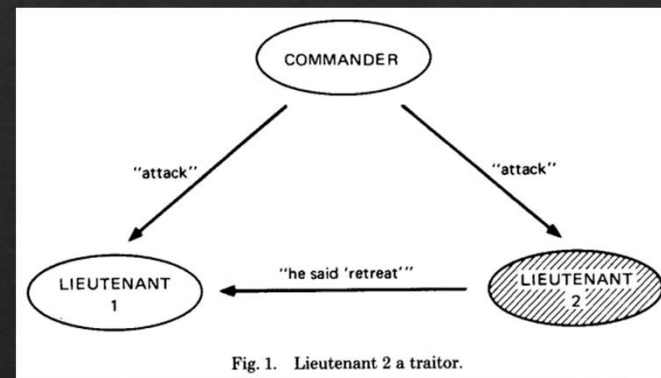 COMMANDER
"attack"
"attack"
"he said 'retreat'"
LIEUTENANT
1
LIEUTENANT
2
Fig. 1. Lieutenant 2 a traitor.